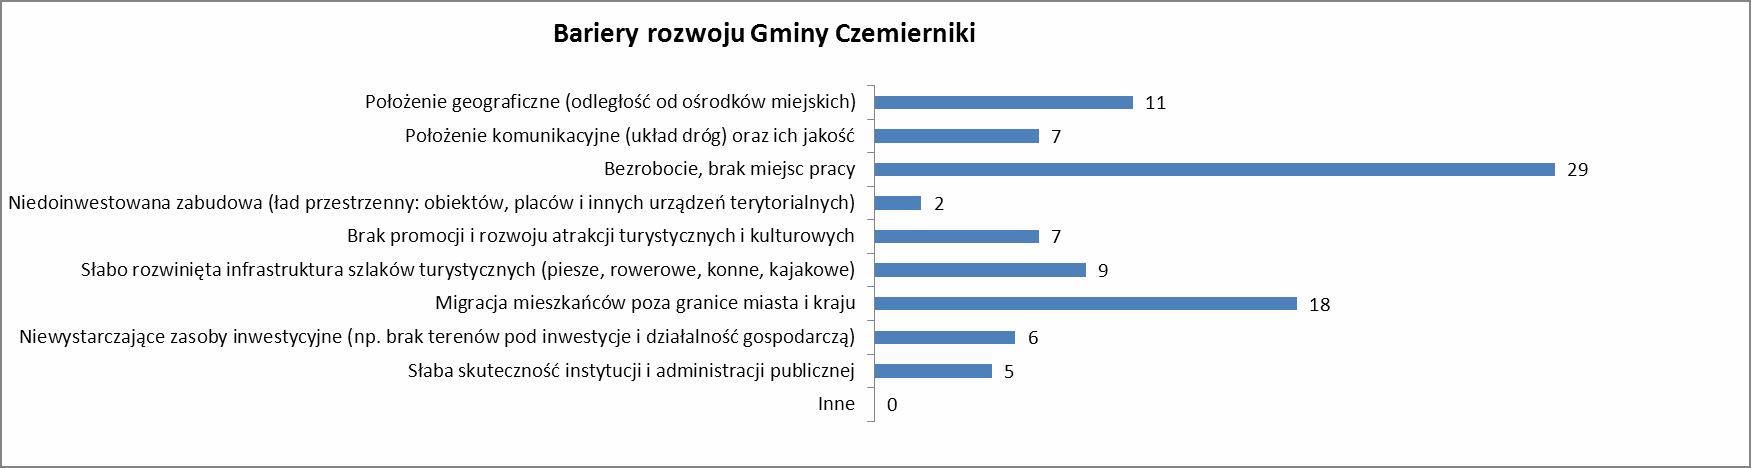 Bariery rozwoju Gminy Czemierniki
Położenie geograficzne (odległość od ośrodków miejskich) 11
Położenie komunikacyjne (układ dróg) oraz ich jakość 7
Bezrobocie, brak miejsc pracy 29
Niedoinwestowana zabudowa (ład przestrzenny: obiektów, placów i innych urządzeń terytorialnych) 2
Brak promocji i rozwoju atrakcji turystycznych i kulturowych 7
Słabo rozwinięta infrastruktura szlaków turystycznych (piesze, rowerowe, konne, kajakowe) 9
Migracja mieszkańców poza granice miasta i kraju 18
Niewystarczające zasoby inwestycyjne (np. brak terenów pod inwestycje i działalność gospodarczą) 6
Słaba skuteczność instytucji i administracji publicznej 5
Inne 0